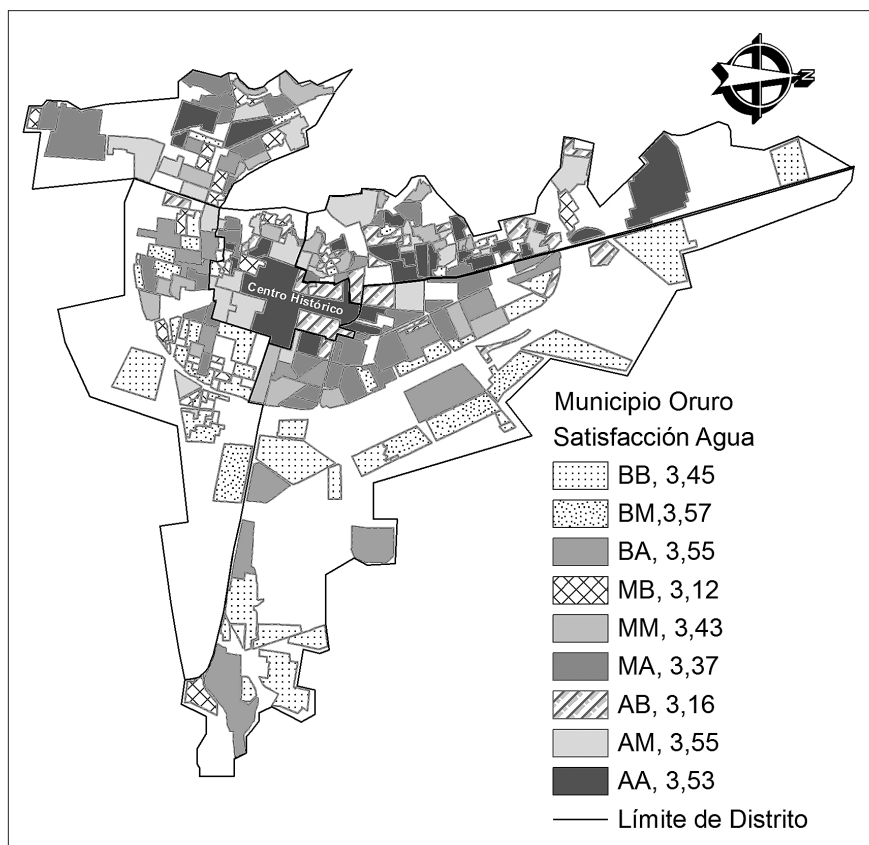 N
Centro Histórico
Municipio Oruro
Satisfacción Agua
BB, 3,45
BM,3,57
BA, 3,55
MB, 3,12
MM, 3,43
MA, 3,37
AB, 3,16
AM, 3,55
AA, 3,53
Límite de Distrito